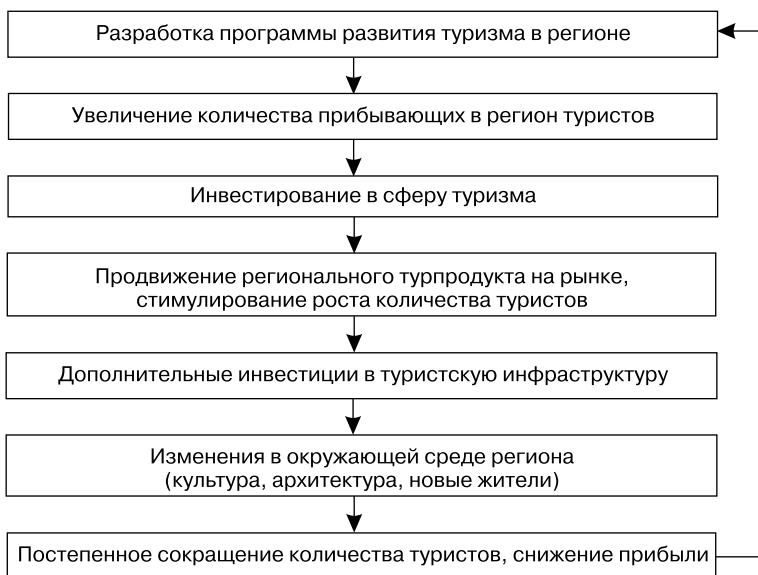 Разработка программы развития туризма в регионе
Увеличение количества прибывающих в регион туристов
Инвестирование в сферу туризма
Продвижение регионального турпродукта на рынке,
стимулирование роста количества туристов
Дополнительные инвестиции в туристскую инфраструктуру
Изменения в окружающей среде региона
(культура, архитектура, новые жители)
Постепенное сокращение количества туристов, снижение прибыли